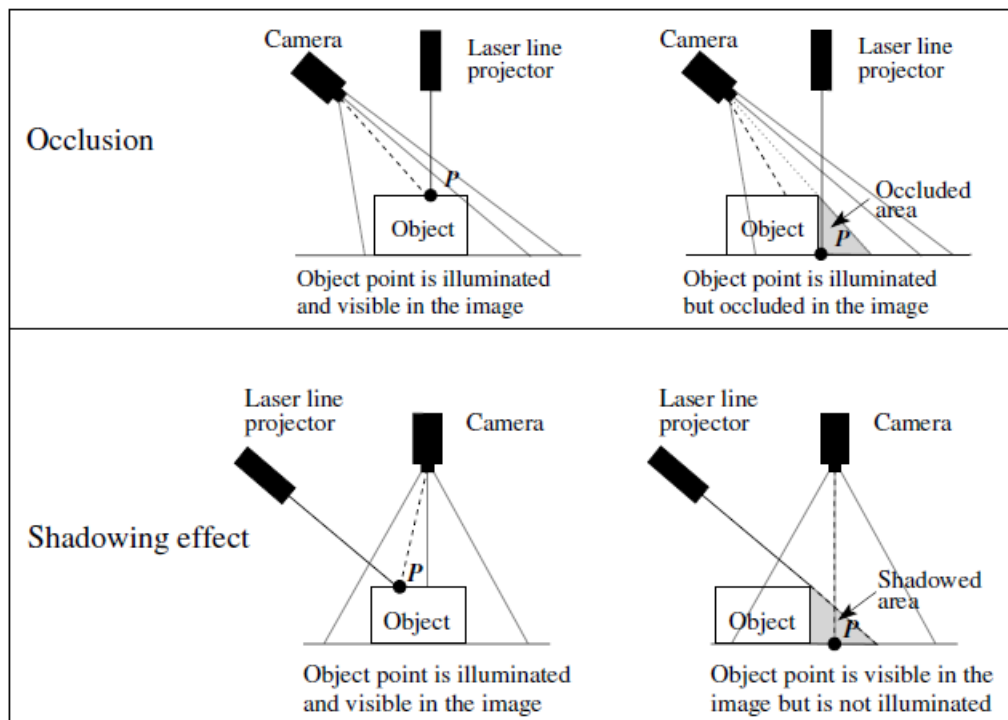 Occlusion
Camera
Laser line
projector
P
Object
Object point is illuminated
and visible in the image
Camera
Laser line
projector
Occluded
area
P
Object
Object point is illuminated
but occluded in the image
Shadowing effect
Laser line
projector
Camera
P
Object
Object point is illuminated
and visible in the image
Laser line
projector
Camera
Shadowed
area
P
Object
Object point is visible in the
image but is not illuminated